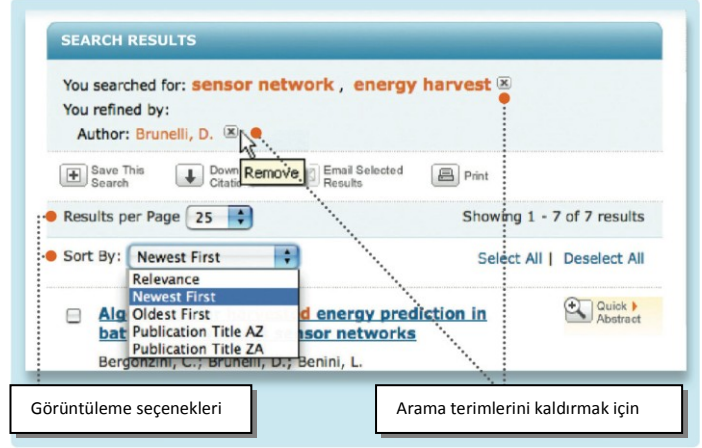 SEARCH RESULTS
You searched for: sensor network , energy harvest
You refined by:
Author: Brunelli, D.
Remove
Save This
Search
Email Selected
Results
Print
Results per Page 25
Showing 1 - 7 of 7 results
Sort By: Newest First
Select All | Deselect All
Relevance
Newest First
Oldest First
Publication Title AZ
Publication Title ZA
energy prediction in
sensor networks
Quick
Abstract
Bergonzini, C.; Brunelli, D.; Benini, L.
Görüntüleme seçenekleri
Arama terimlerini kaldırmak için